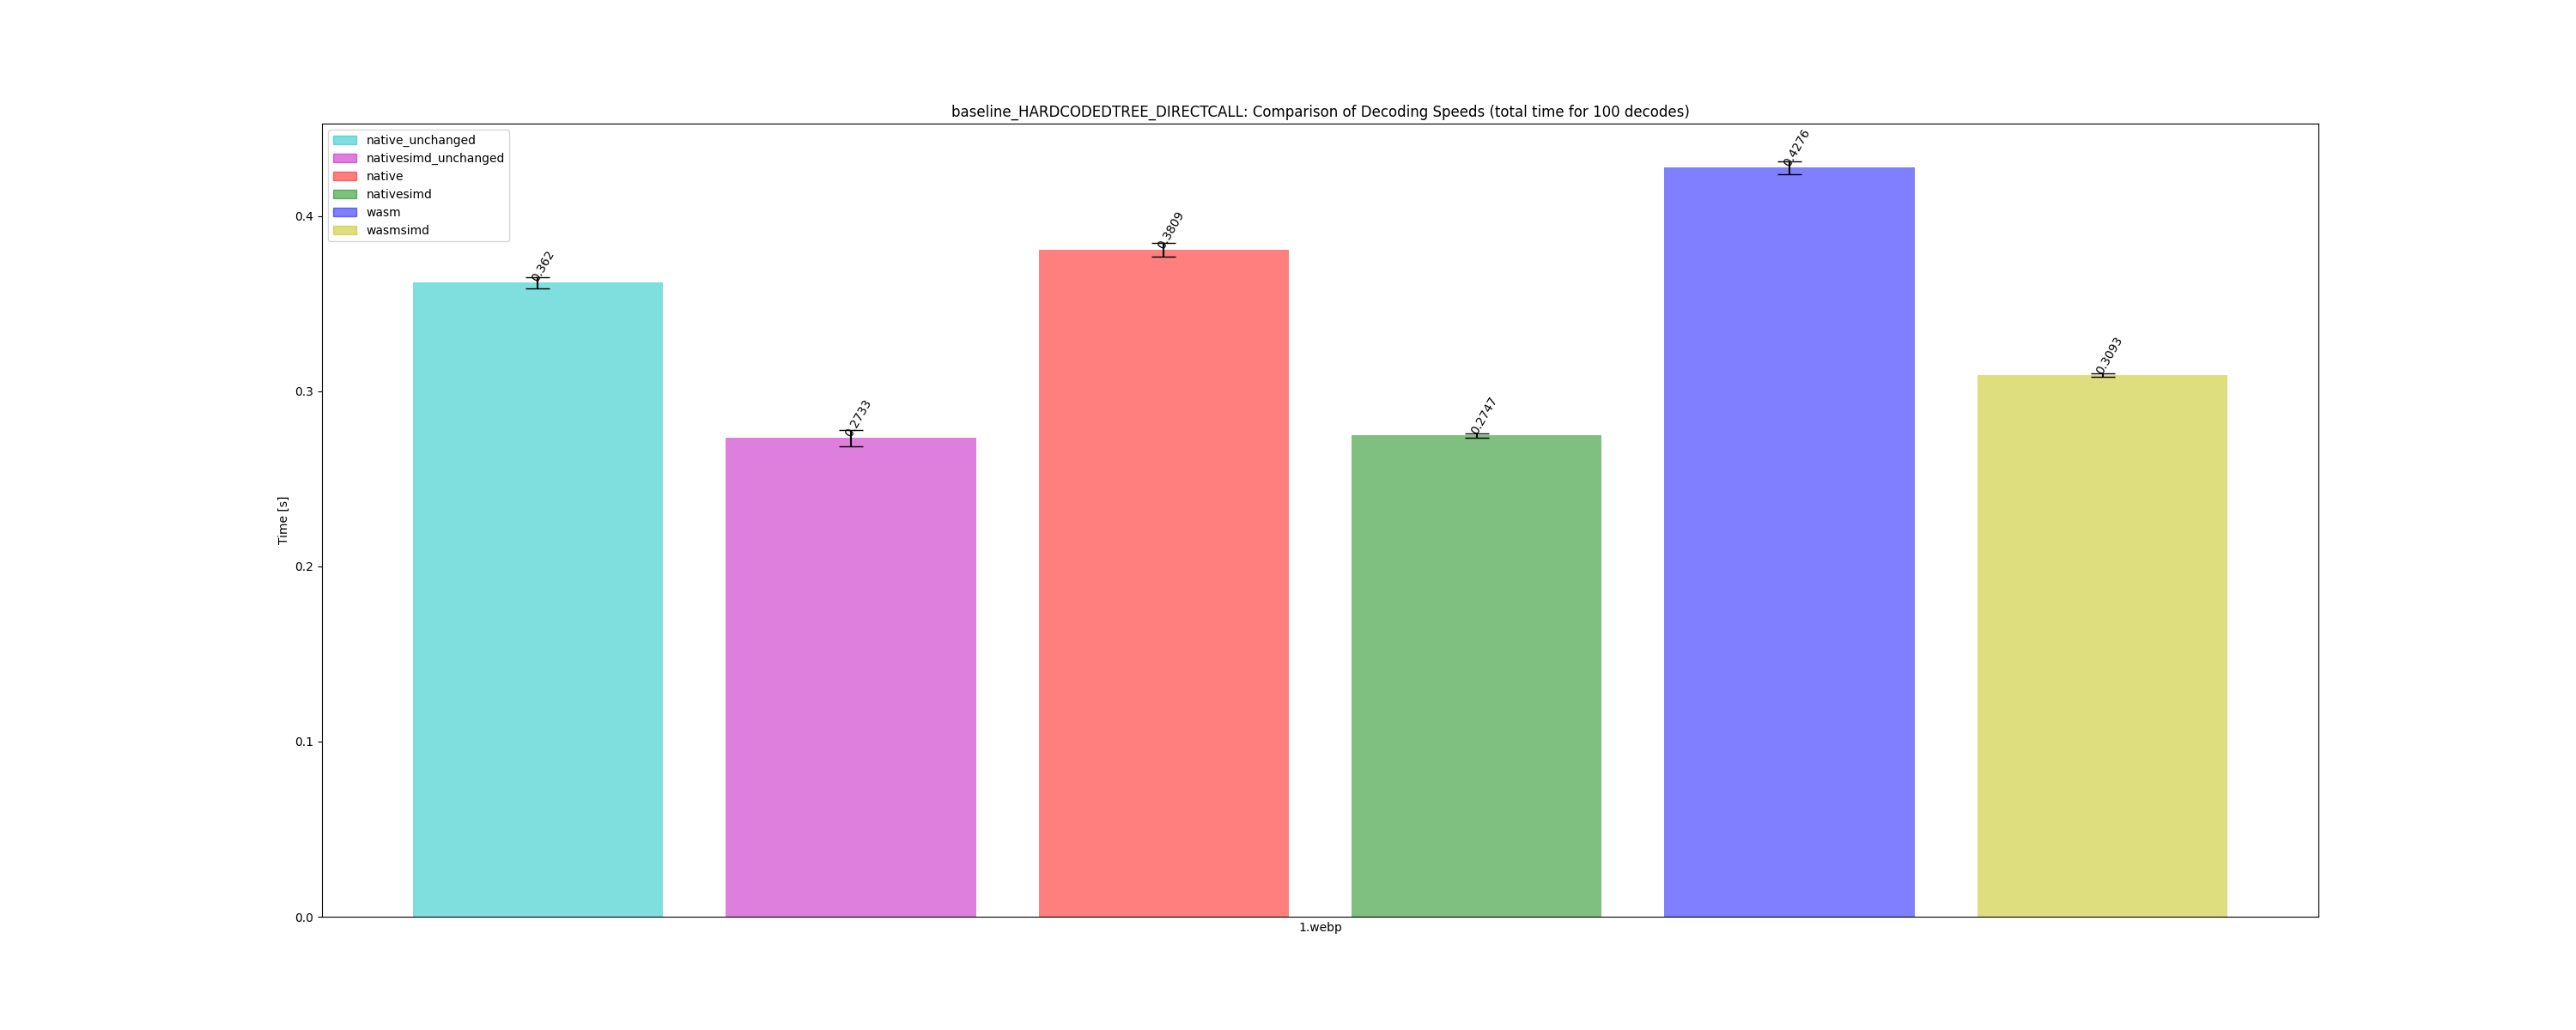 baseline_HARDCODEDTREE_DIRECTCALL: Comparison of Decoding Speeds (total time for 100 decodes)
native_unchanged
nativesimd_unchanged
native
nativesimd
wasm
wasmsimd
0.362
0.2733
0.3809
0.2747
0.4276
0.3093
Time [s]
0.4
0.3
0.2
0.1
0.0
1.webp